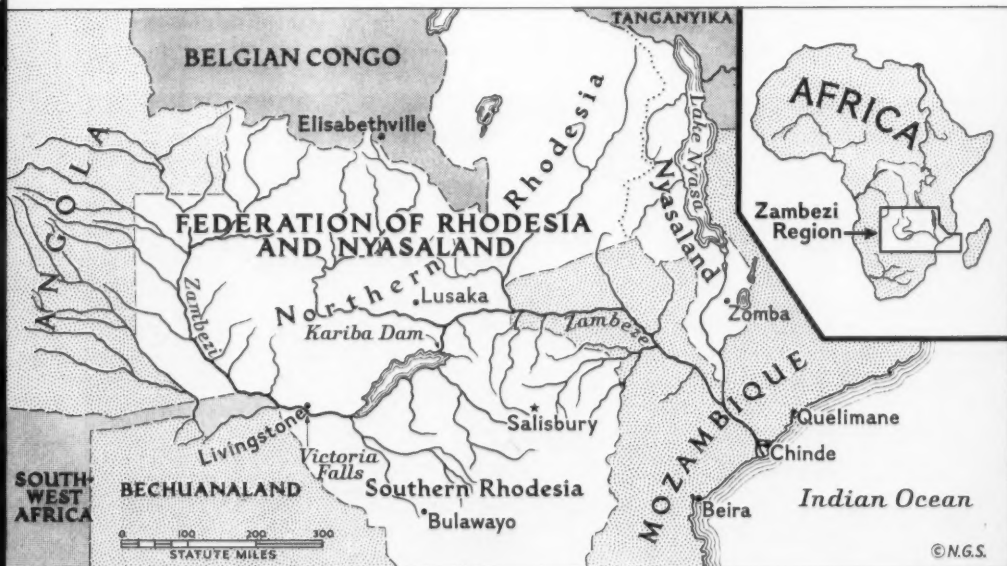 TANGANYIKA
BELGIAN CONGO
Elisabethville
ANGOLA
Northern Rhodesia
Lake Nyasa
Nyasaland
FEDERATION OF RHODESIA
AND NYASALAND
Zambezi
Lusaka
Kariba Dam
Zambeze
Zomba
MOZAMBIQUE
Livingstone
Victoria
Falls
Salisbury
Quelimane
Chinde
SOUTH-
WEST
AFRICA
BECHUANALAND
Southern Rhodesia
Bulawayo
Beira
Indian Ocean
0 100 200 300
STATUTE MILES
AFRICA
Zambezi
Region
© N.G.S.